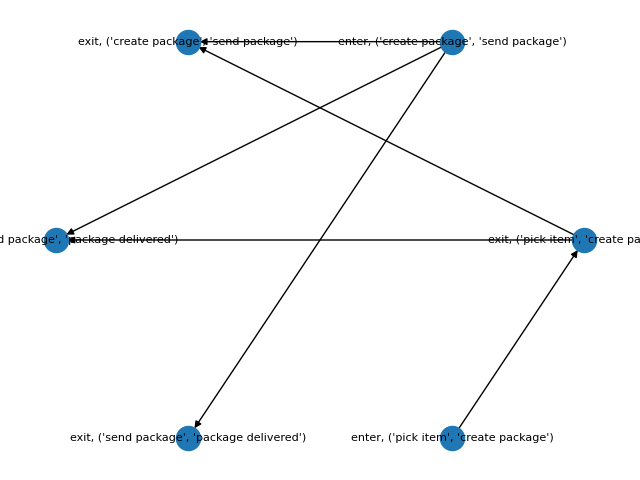 exit, ('create package', 'send package')
enter, ('create package', 'send package')
d package', 'package delivered')
exit, ('pick item', 'create pa
exit, ('send package', 'package delivered')
enter, ('pick item', 'create package')